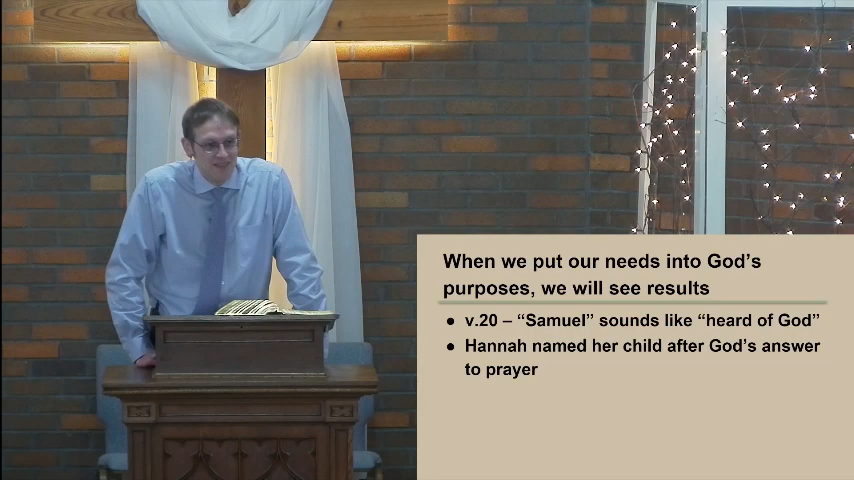 When we put our needs into God’s
purposes, we will see results
● v.20 – “Samuel” sounds like “heard of God”
● Hannah named her child after God’s answer
to prayer